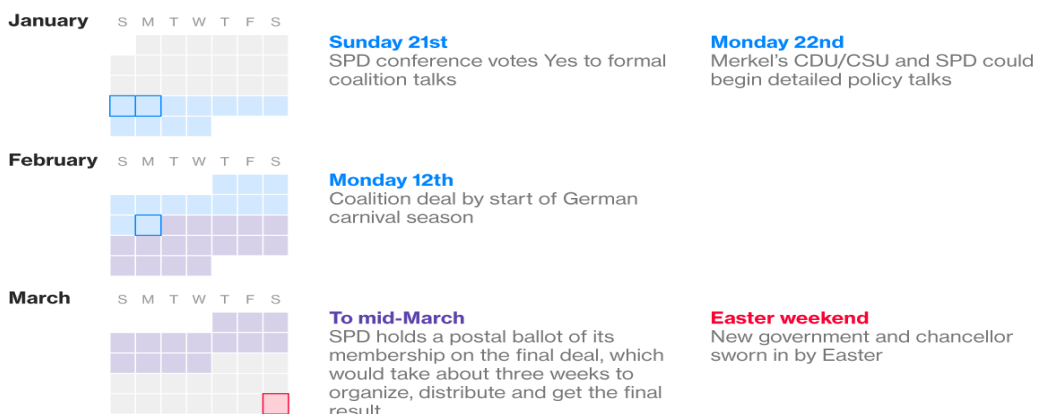 January S M T W T F S
Sunday 21st
SPD conference votes Yes to formal
coalition talks
Monday 22nd
Merkel's CDU/CSU and SPD could
begin detailed policy talks
February S M T W T F S
Monday 12th
Coalition deal by start of German
carnival season
March S M T W T F S
To mid-March
SPD holds a postal ballot of its
membership on the final deal, which
would take about three weeks to
organize, distribute and get the final
result
Easter weekend
New government and chancellor
sworn in by Easter